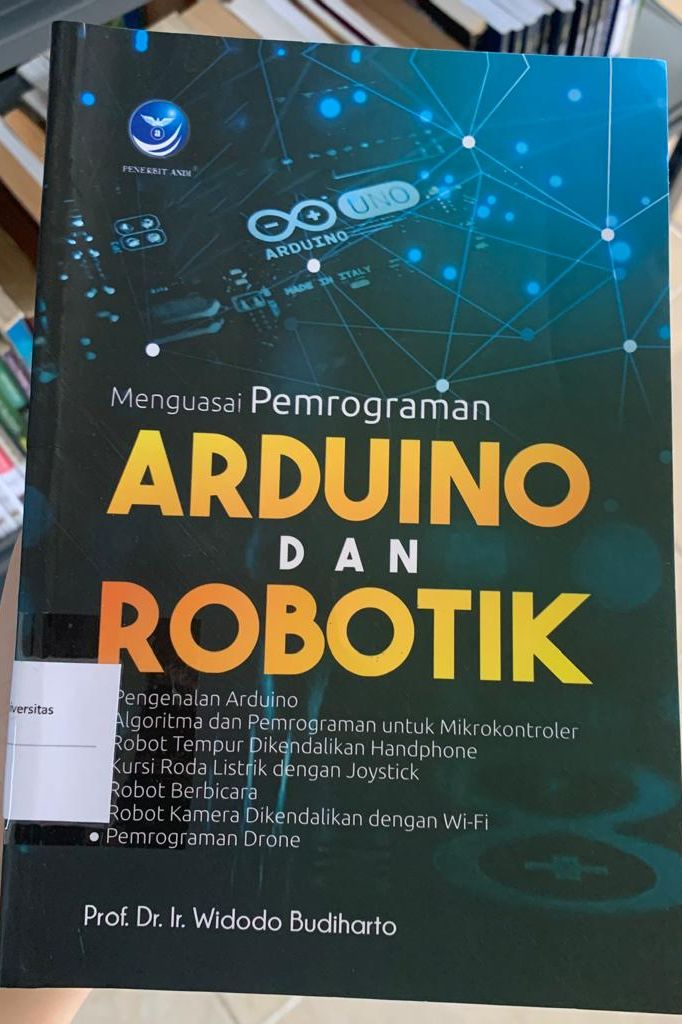 a
PENERBIT ANDI®
UNO
ARDUINO
MADE IN ITALY
Menguasai Pemrograman
ARDUINO
DAN
ROBOTIK
Pengenalan Arduino
Algoritma dan Pemrograman untuk Mikrokontroler
Robot Tempur Dikendalikan Handphone
Kursi Roda Listrik dengan Joystick
Robot Berbicara
Robot Kamera Dikendalikan dengan Wi-Fi
• Pemrograman Drone
Prof. Dr. Ir. Widodo Budiharto